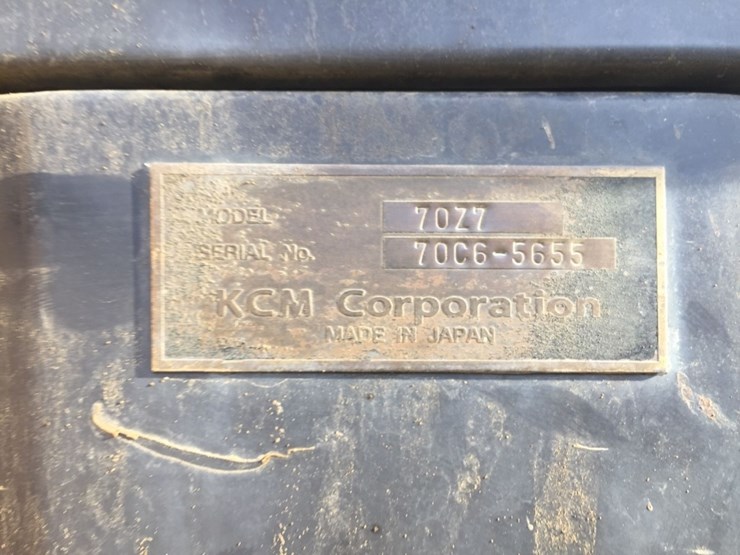 MODEL 70Z7
SERIAL No. 70C6-5655
KCM Corporation
MADE IN JAPAN